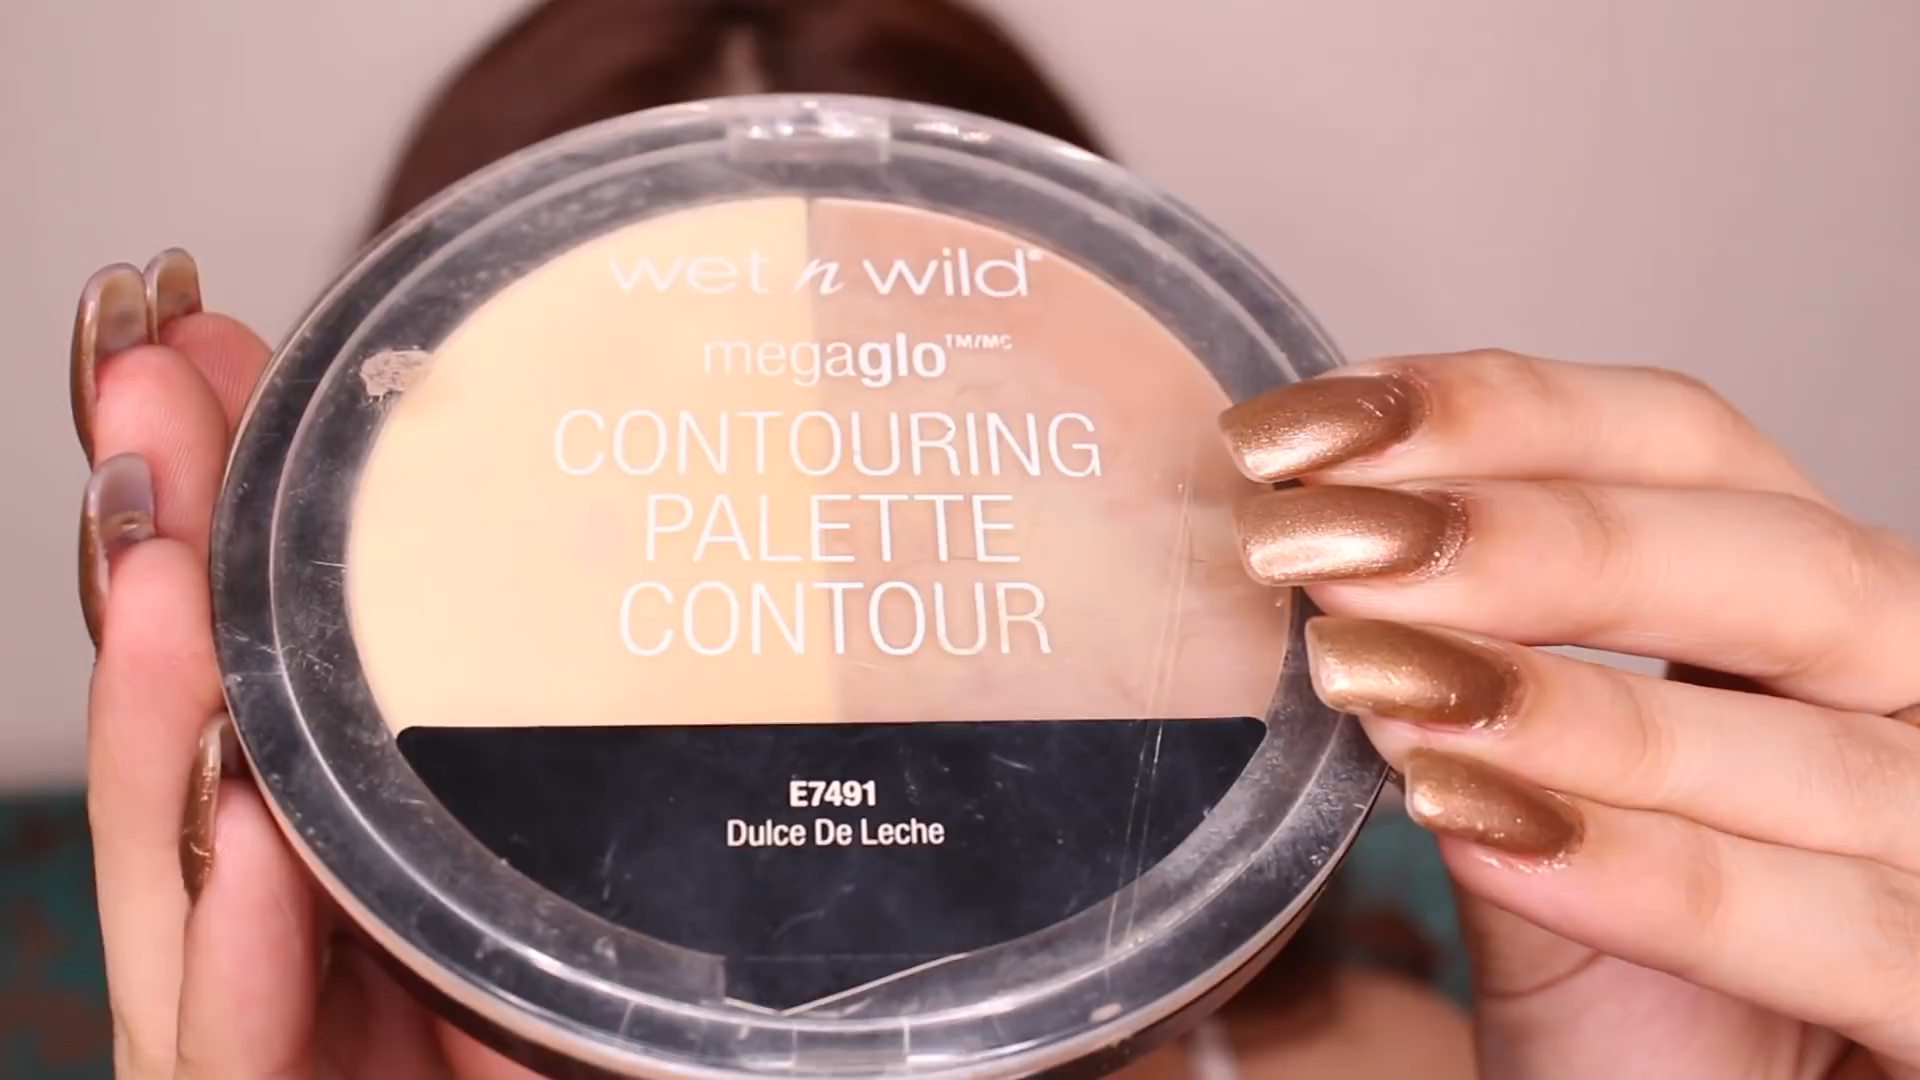 wet n wild®
megaglo™/MC
CONTOURING
PALETTE
CONTOUR
E7491
Dulce De Leche